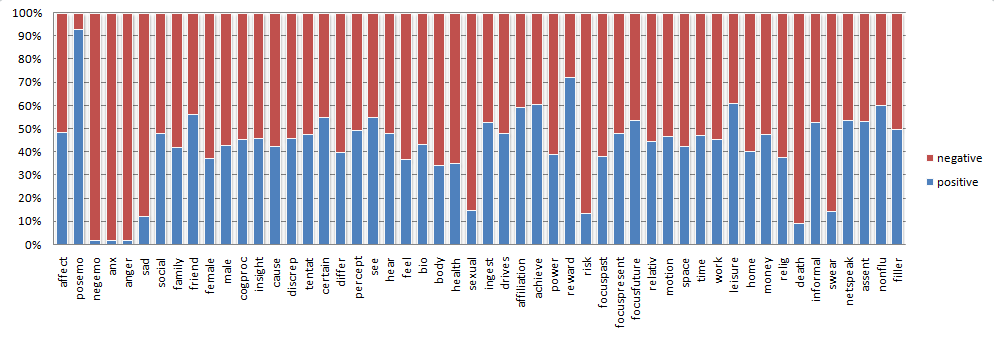 100%
90%
80%
70%
60%
50%
40%
30%
20%
10%
0%
affect
posemo
negemo
anx
anger
sad
social
family
friend
female
male
cogproc
insight
cause
discrep
tentat
certain
differ
percept
see
hear
feel
bio
body
health
sexual
ingest
drives
affiliation
achieve
power
reward
risk
focuspast
focuspresent
focusfuture
relativ
motion
space
time
work
leisure
home
money
relig
death
informal
swear
netspeak
assent
nonflu
filler
negative
positive